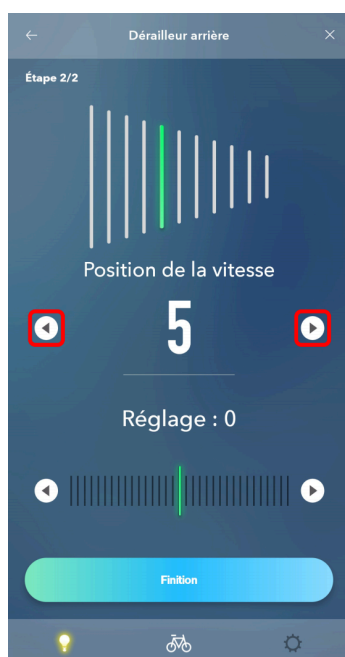 Dérailleur arrière
Étape 2/2
Position de la vitesse
5
Réglage : 0
Finition